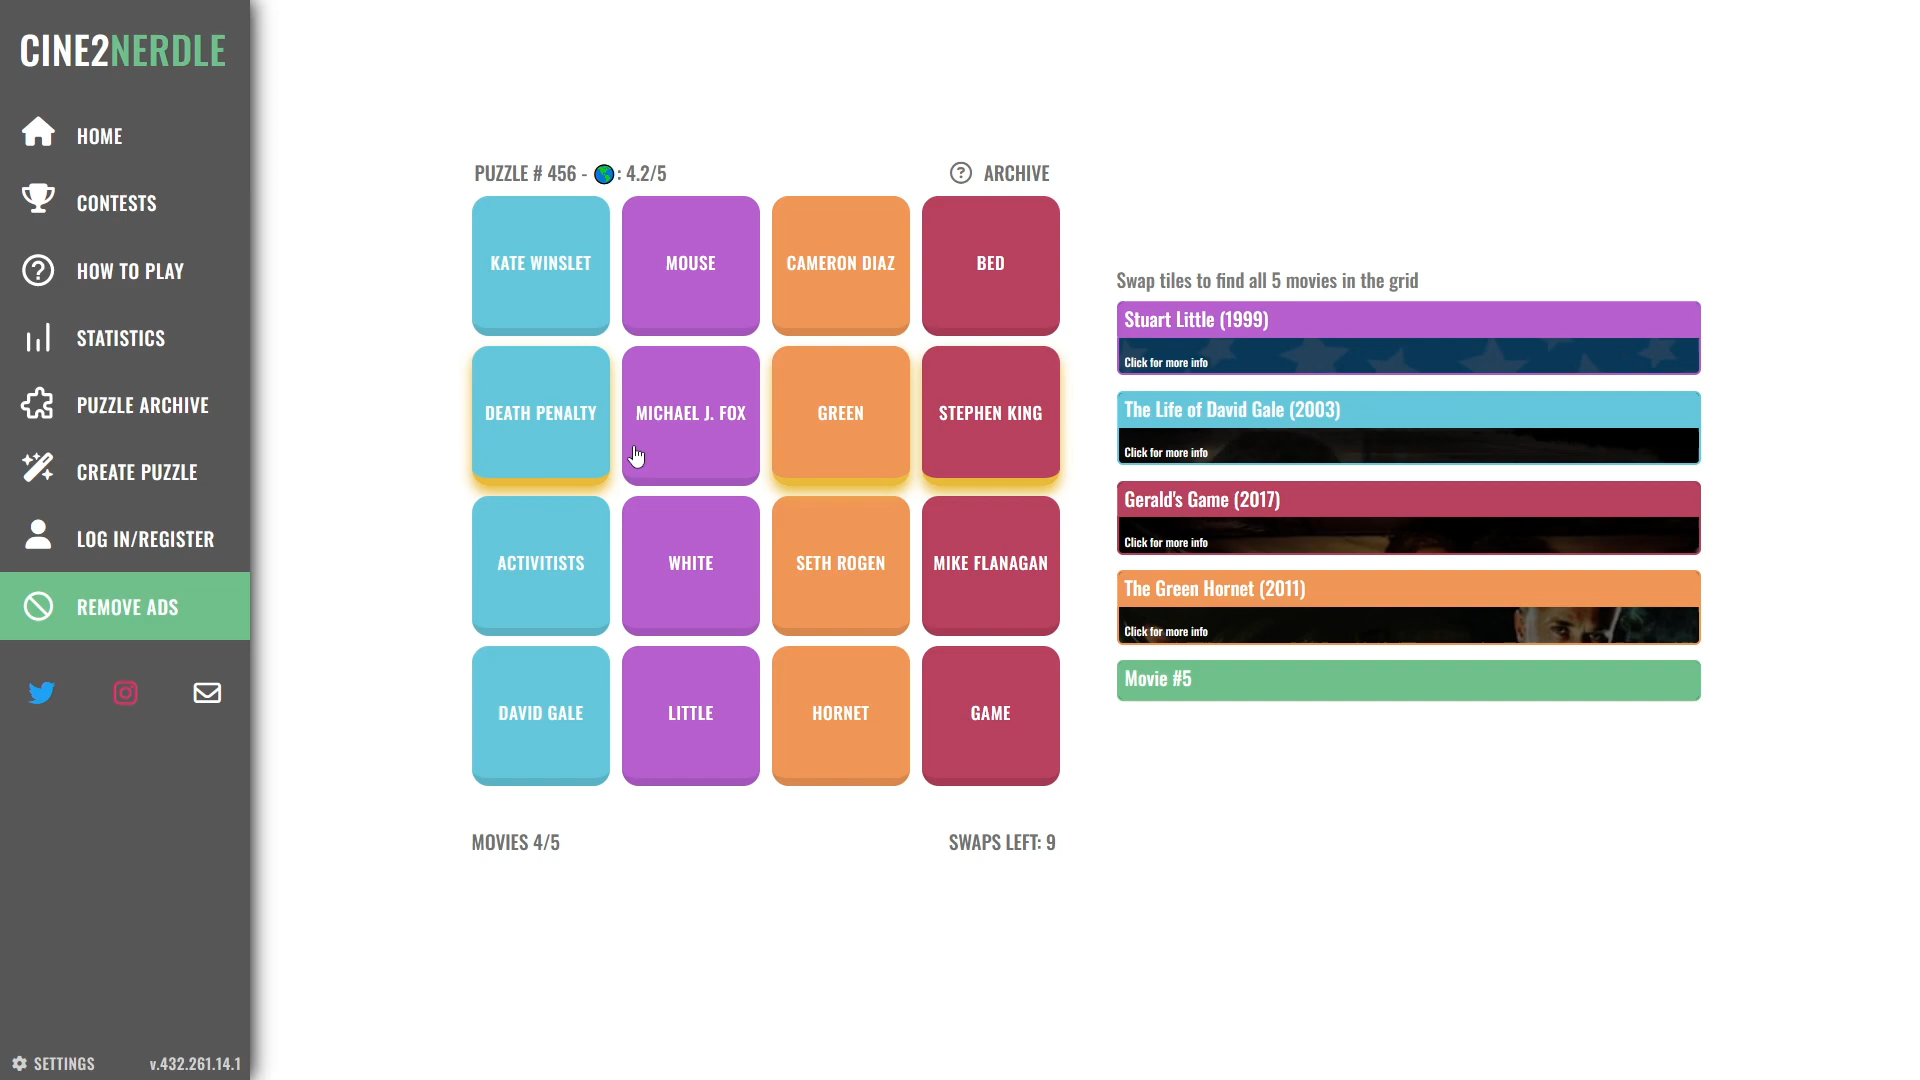 CINE2NERDLE
HOME
CONTESTS
HOW TO PLAY
STATISTICS
PUZZLE ARCHIVE
CREATE PUZZLE
LOG IN/REGISTER
REMOVE ADS
SETTINGS v.432.261.14.1
PUZZLE # 456 - : 4.2/5 ARCHIVE
KATE WINSLET MOUSE CAMERON DIAZ BED
DEATH PENALTY MICHAEL J. FOX GREEN STEPHEN KING
ACTIVITISTS WHITE SETH ROGEN MIKE FLANAGAN
DAVID GALE LITTLE HORNET GAME
MOVIES 4/5 SWAPS LEFT: 9
Swap tiles to find all 5 movies in the grid
Stuart Little (1999)
Click for more info
The Life of David Gale (2003)
Click for more info
Gerald's Game (2017)
Click for more info
The Green Hornet (2011)
Click for more info
Movie #5